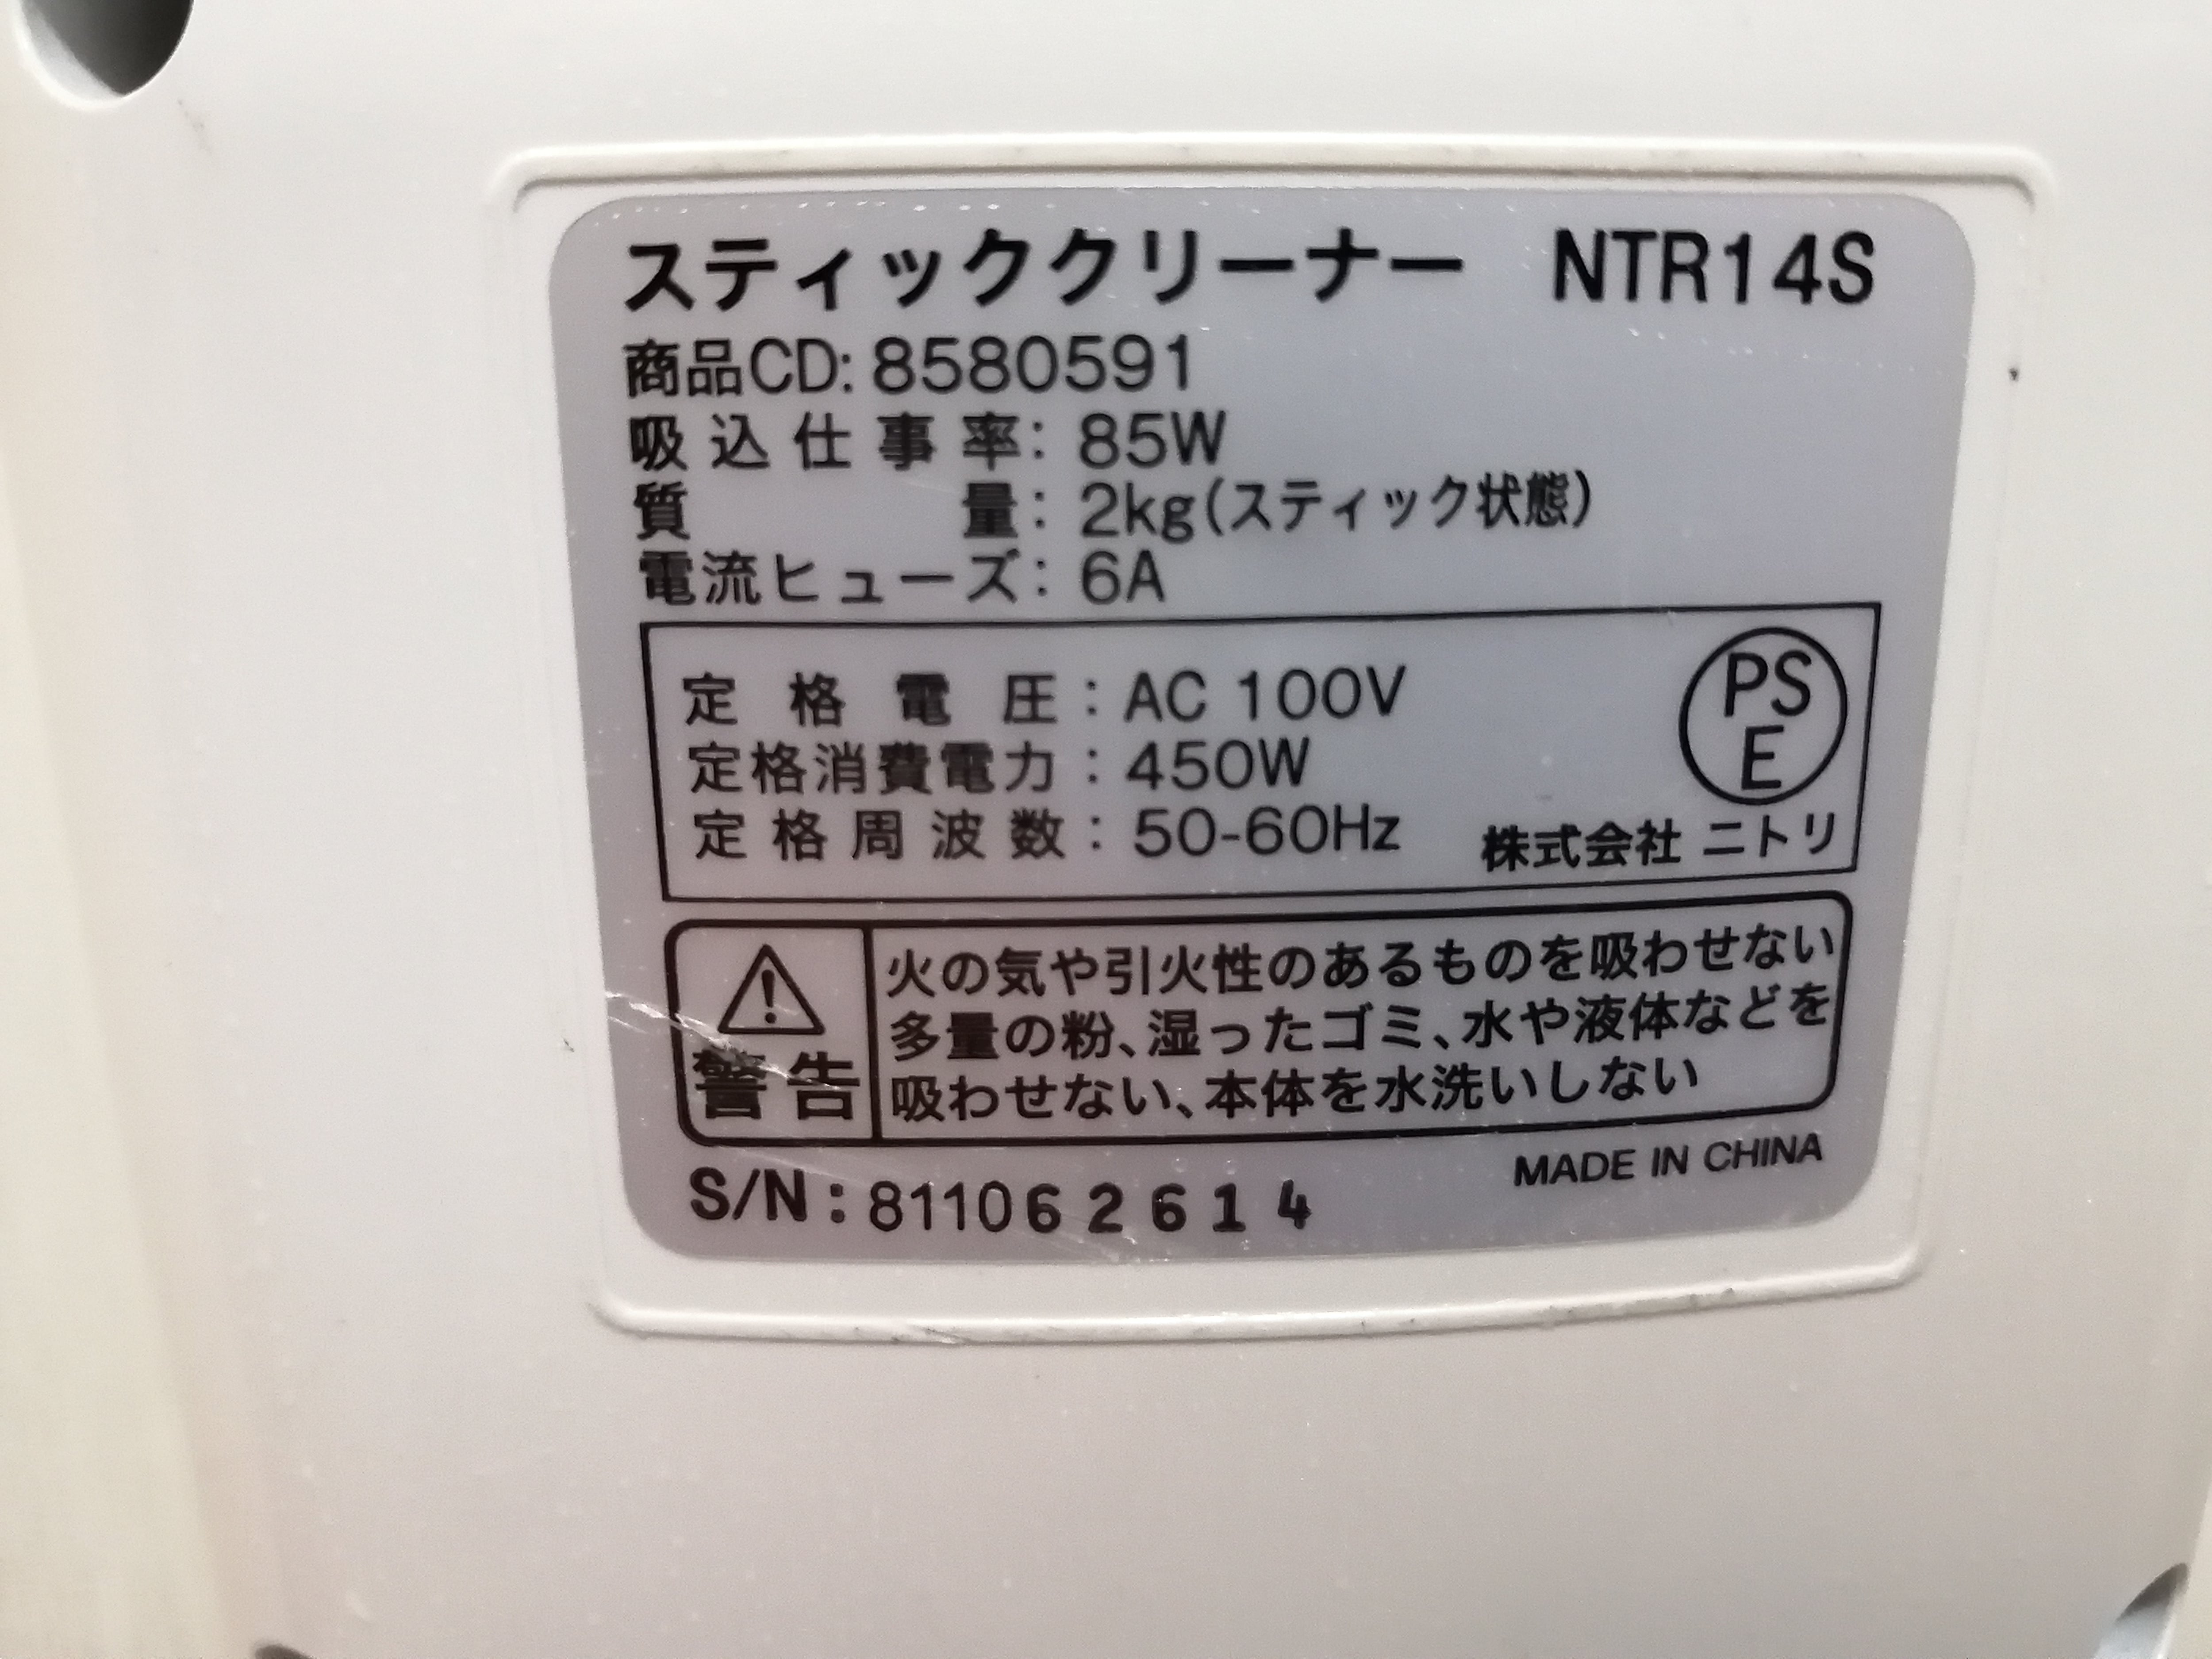 スティッククリーナー NTR14S
商品CD: 8580591
吸込仕事率: 85W
質量: 2kg(スティック状態)
電流ヒューズ: 6A
定格電圧: AC 100V
定格消費電力: 450W
定格周波数: 50-60Hz
PS
E
株式会社 ニトリ
警告
火の気や引火性のあるものを吸わせない
多量の粉、湿ったゴミ、水や液体などを
吸わせない、本体を水洗いしない
S/N: 811062614
MADE IN CHINA